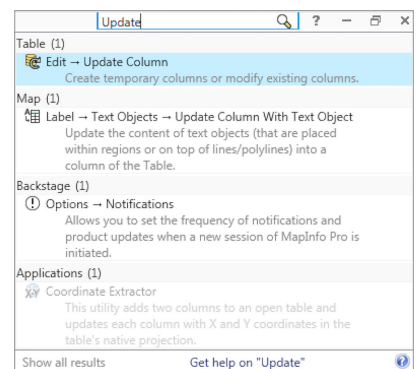 Update ?
Table (1)
Edit → Update Column
Create temporary columns or modify existing columns.
Map (1)
Label → Text Objects → Update Column With Text Object
Update the content of text objects (that are placed
within regions or on top of lines/polylines) into a
column of the Table.
Backstage (1)
Options → Notifications
Allows you to set the frequency of notifications and
product updates when a new session of MapInfo Pro is
initiated.
Applications (1)
Coordinate Extractor
This utility adds two columns to an open table and
updates each column with X and Y coordinates in the
table's native projection.
Show all results Get help on "Update" ?